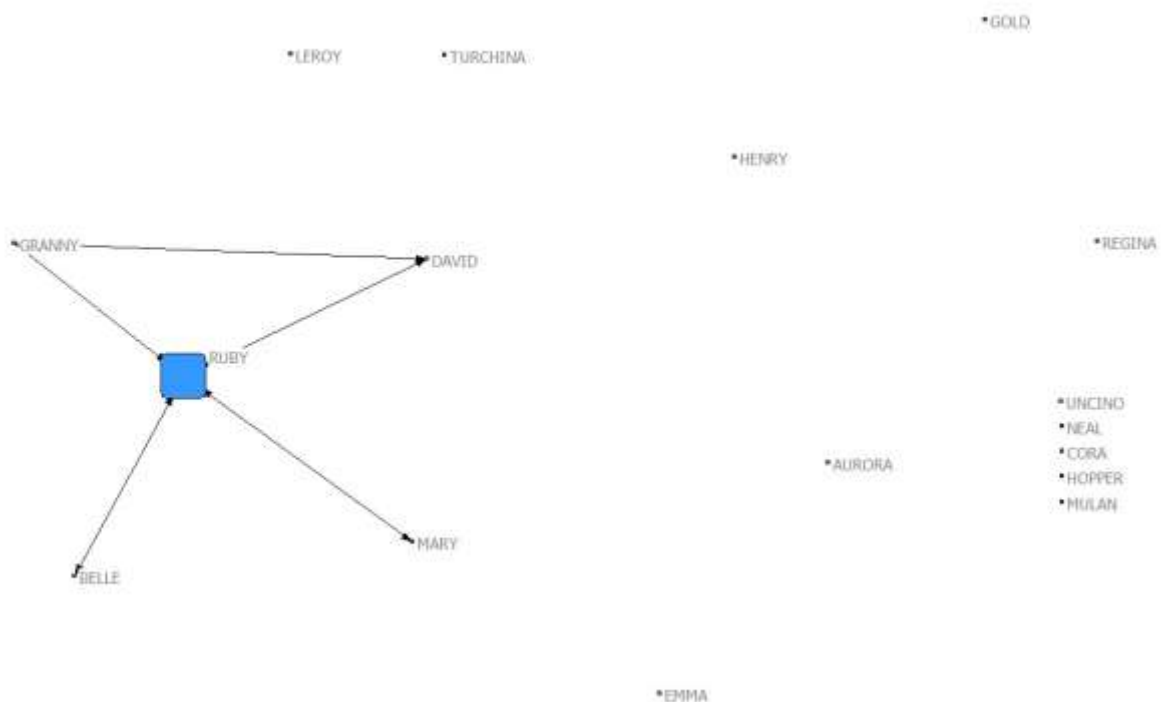 GOLD
LEROY
TURCHINA
HENRY
GRANNY
REGINA
DAVID
RUBY
UNCINO
NEAL
CORA
AURORA
HOPPER
MULAN
MARY
BELLE
EMMA